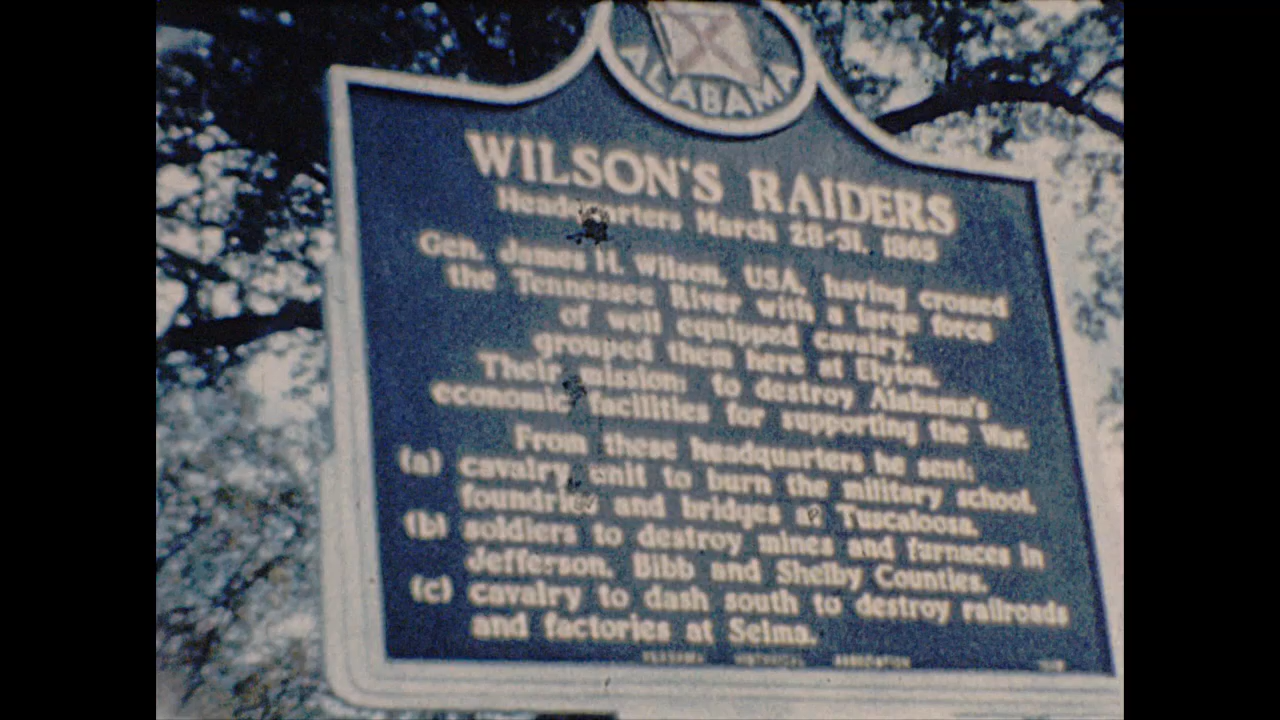 ALABAMA
WILSON'S RAIDERS
Headquarters March 28-31, 1865
Gen. James H. Wilson, USA, having crossed
the Tennessee River with a large force
of well equipped cavalry,
grouped them here at Elyton.
Their mission: to destroy Alabama's
economic facilities for supporting the War.
From these headquarters he sent:
(a) cavalry unit to burn the military school,
foundries and bridges at Tuscaloosa.
(b) soldiers to destroy mines and furnaces in
Jefferson, Bibb and Shelby Counties.
(c) cavalry to dash south to destroy railroads
and factories at Selma.
HISTORICAL ASSOCIATION